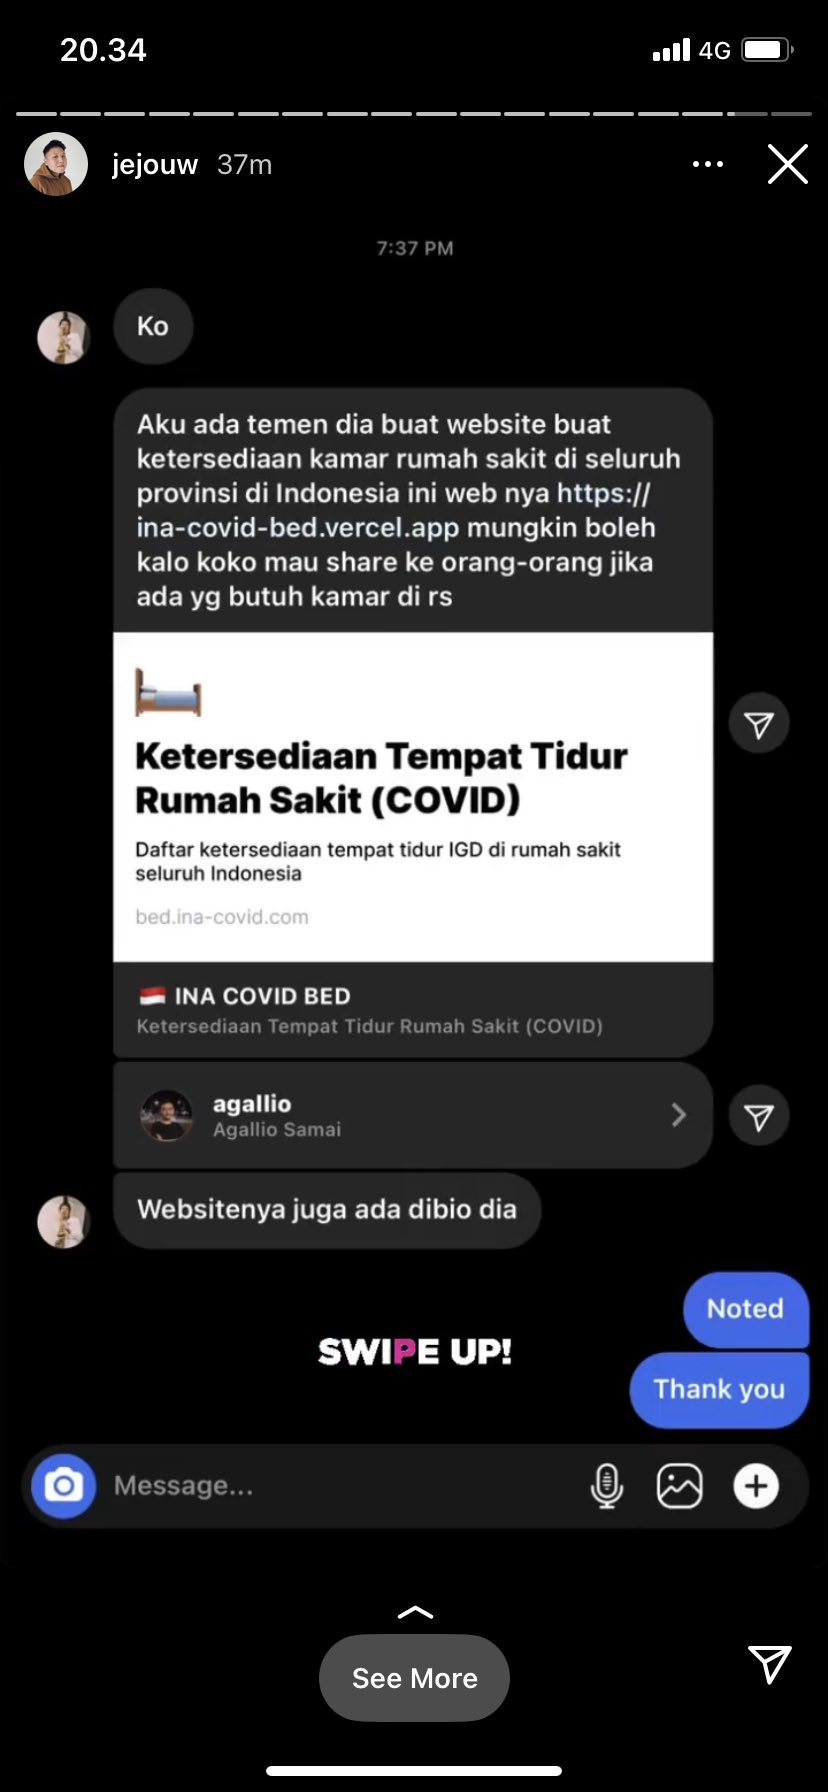 20.34
4G
jejouw 37m
7:37 PM
Ko
Aku ada temen dia buat website buat
ketersediaan kamar rumah sakit di seluruh
provinsi di Indonesia ini web nya https://
ina-covid-bed.vercel.app mungkin boleh
kalo koko mau share ke orang-orang jika
ada yg butuh kamar di rs
Ketersediaan Tempat Tidur
Rumah Sakit (COVID)
Daftar ketersediaan tempat tidur IGD di rumah sakit
seluruh Indonesia
bed.ina-covid.com
🇮🇩 INA COVID BED
Ketersediaan Tempat Tidur Rumah Sakit (COVID)
agallio
Agallio Samai
Websitenya juga ada dibio dia
Noted
SWIPE UP!
Thank you
Message...
See More